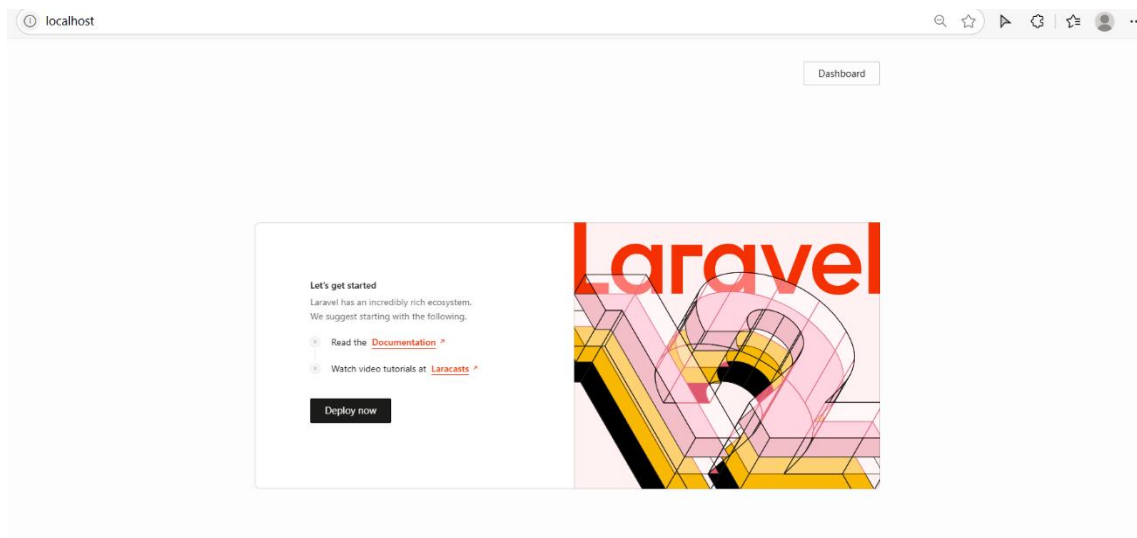 localhost
Dashboard
Laravel
Let's get started
Laravel has an incredibly rich ecosystem.
We suggest starting with the following.
Read the Documentation
Watch video tutorials at Laracasts
Deploy now
12